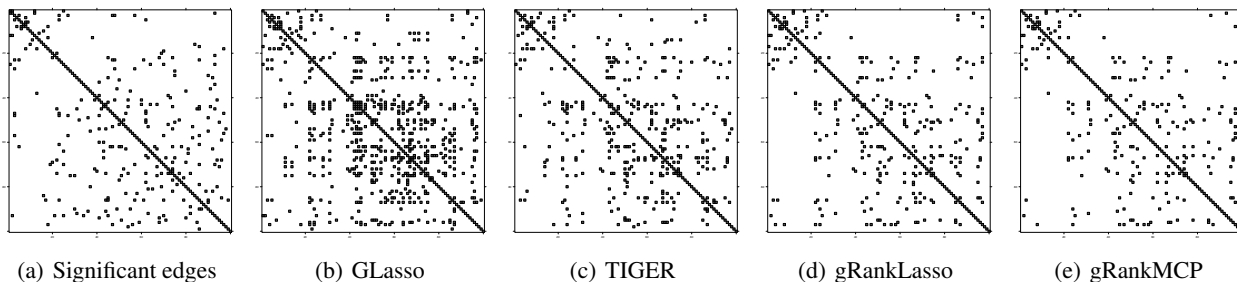 (a) Significant edges
(b) GLasso
(c) TIGER
(d) gRankLasso
(e) gRankMCP